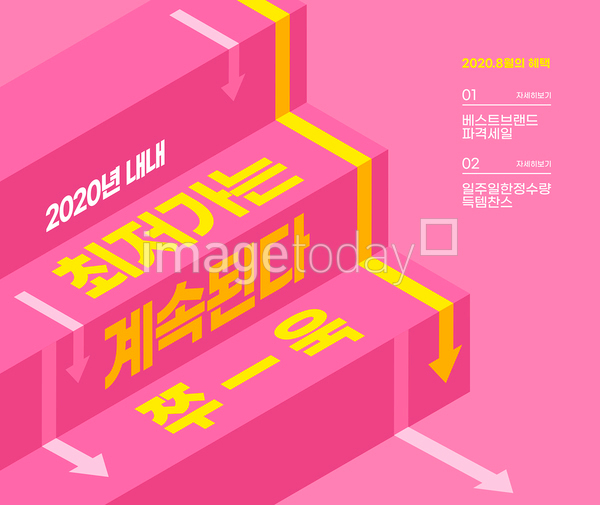 2020년 내내
최저가는
계속된다
쭈 — 욱
imagetoday
2020.8월의 혜택
01 자세히보기
베스트브랜드
파격세일
02 자세히보기
일주일한정수량
득템찬스